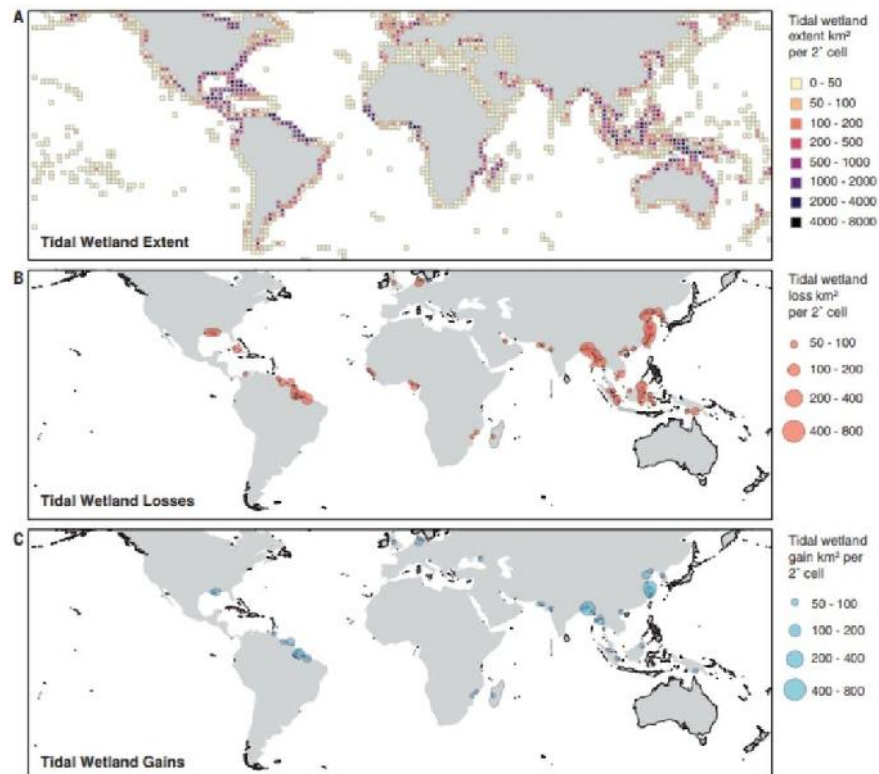 A
Tidal wetland
extent km²
per 2° cell
0 - 50
50 - 100
100 - 200
200 - 500
500 - 1000
1000 - 2000
2000 - 4000
4000 - 8000
Tidal Wetland Extent
B
Tidal wetland
loss km²
per 2° cell
50 - 100
100 - 200
200 - 400
400 - 800
Tidal Wetland Losses
C
Tidal wetland
gain km² per
2° cell
50 - 100
100 - 200
200 - 400
400 - 800
Tidal Wetland Gains